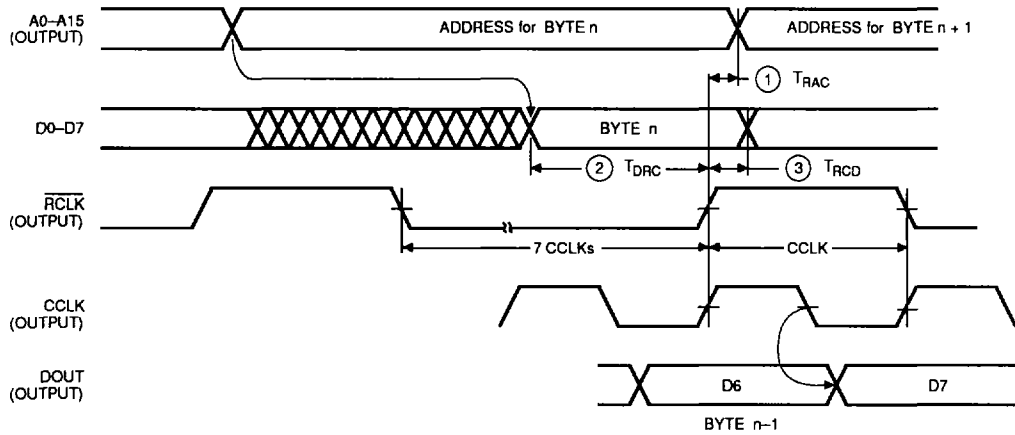 A0–A15
(OUTPUT)
ADDRESS for BYTE n
ADDRESS for BYTE n + 1
1 TRAC
D0–D7
BYTE n
2 TDRC
3 TRCD
RCLK
(OUTPUT)
7 CCLKs
CCLK
CCLK
(OUTPUT)
DOUT
(OUTPUT)
D6
D7
BYTE n–1